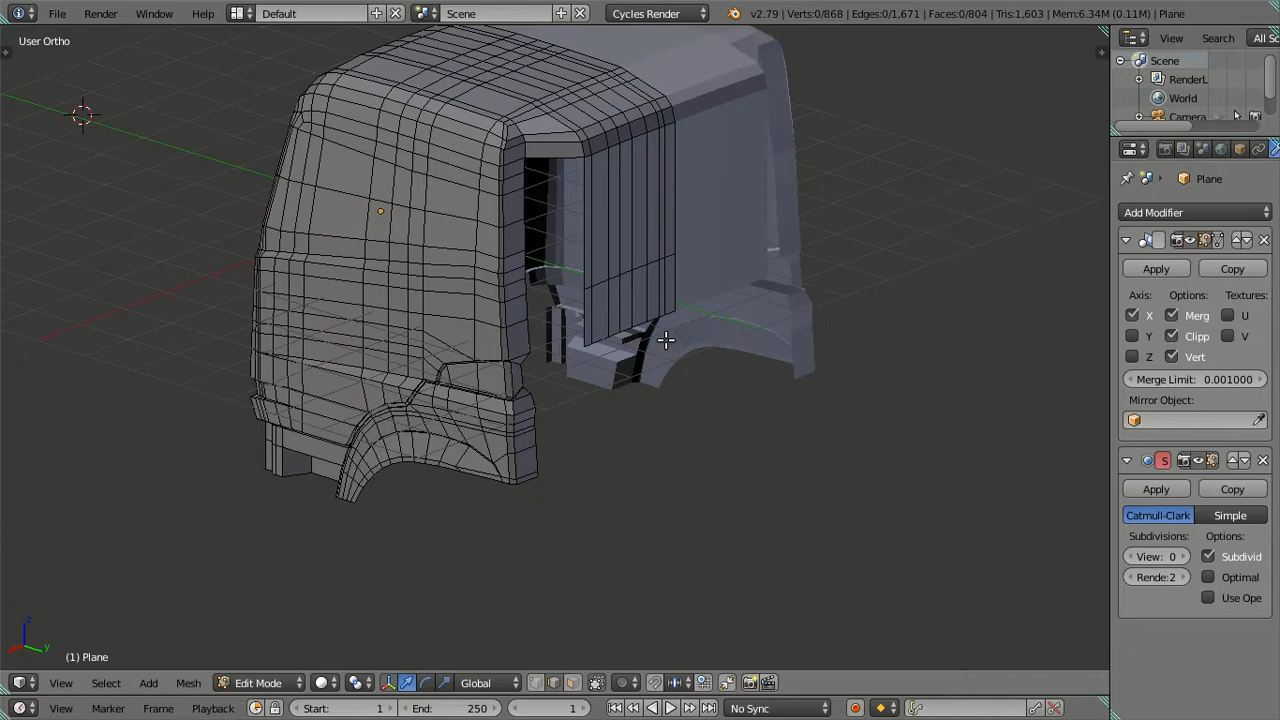 File Render Window Help Default Scene Cycles Render v2.79 | Verts:0/868 | Edges:0/1,671 | Faces:0/804 | Tris:1,603 | Mem:6.34M (0.11M) | Plane
User Ortho
View Search All Sc
Scene
RenderL
World
Camera
Plane
Add Modifier
Apply Copy
Axis: Options: Textures:
X Merg U
Y Clipp V
Z Vert
Merge Limit: 0.001000
Mirror Object:
S
Apply Copy
Catmull-Clark Simple
Subdivisions: Options:
View: 0 Subdivid
Rende:2 Optimal
Use Ope
z
y
(1) Plane
View Select Add Mesh Edit Mode Global
View Marker Frame Playback Start: 1 End: 250 1 No Sync